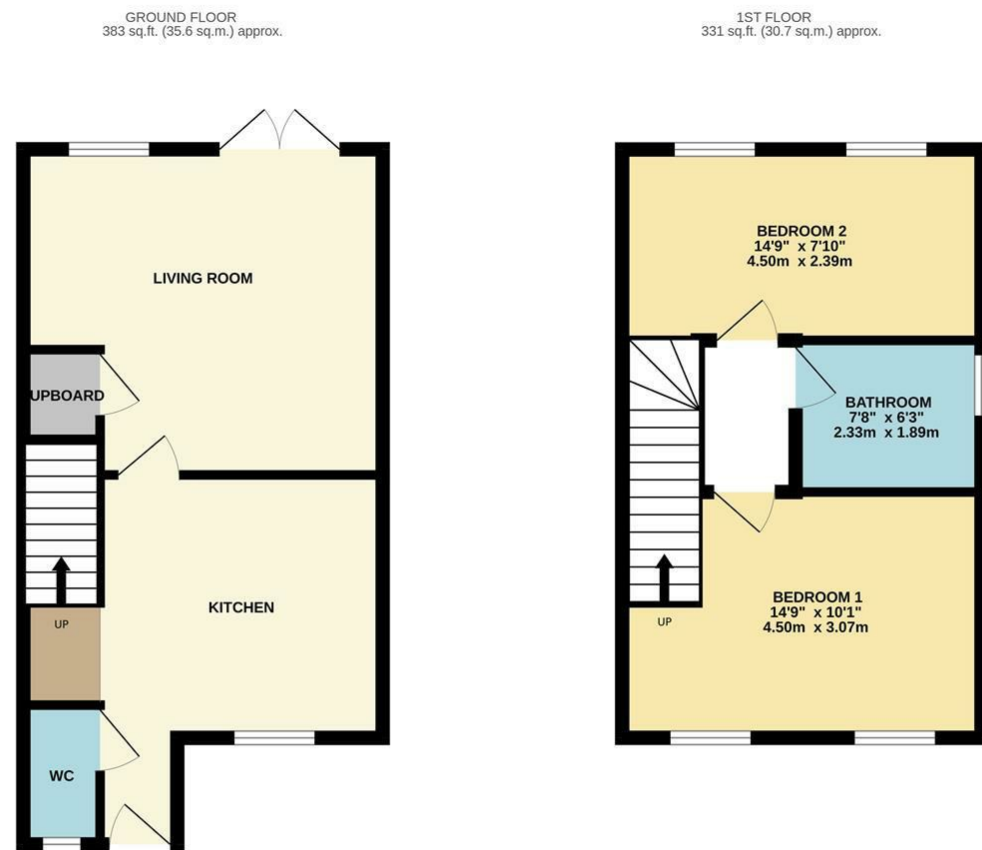 GROUND FLOOR
383 sq.ft. (35.6 sq.m.) approx.
1ST FLOOR
331 sq.ft. (30.7 sq.m.) approx.
LIVING ROOM
UPBOARD
UP
KITCHEN
WC
BEDROOM 2
14'9" x 7'10"
4.50m x 2.39m
BATHROOM
7'8" x 6'3"
2.33m x 1.89m
BEDROOM 1
14'9" x 10'1"
4.50m x 3.07m
UP